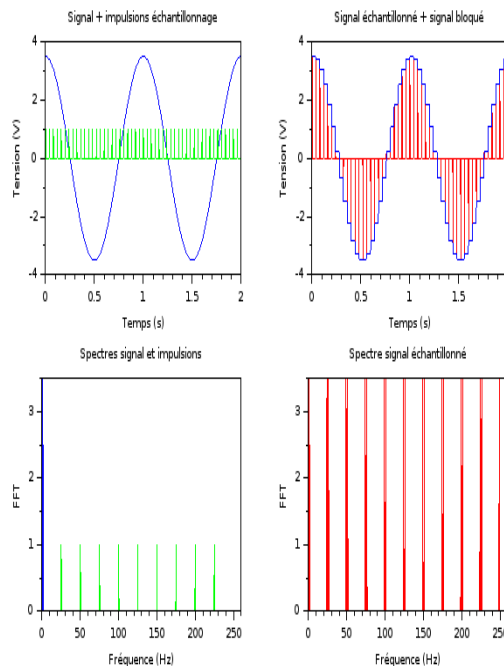 Signal + impulsions échantillonnage
4
2
0
-2
-4
Tension (V)
0 0.5 1 1.5 2
Temps (s)
Signal échantillonné + signal bloqué
4
2
0
-2
-4
Tension (V)
0 0.5 1 1.5
Temps (s)
Spectres signal et impulsions
3
2
1
0
FFT
0 50 100 150 200 250
Fréquence (Hz)
Spectre signal échantillonné
3
2
1
0
FFT
0 50 100 150 200 250
Fréquence (Hz)